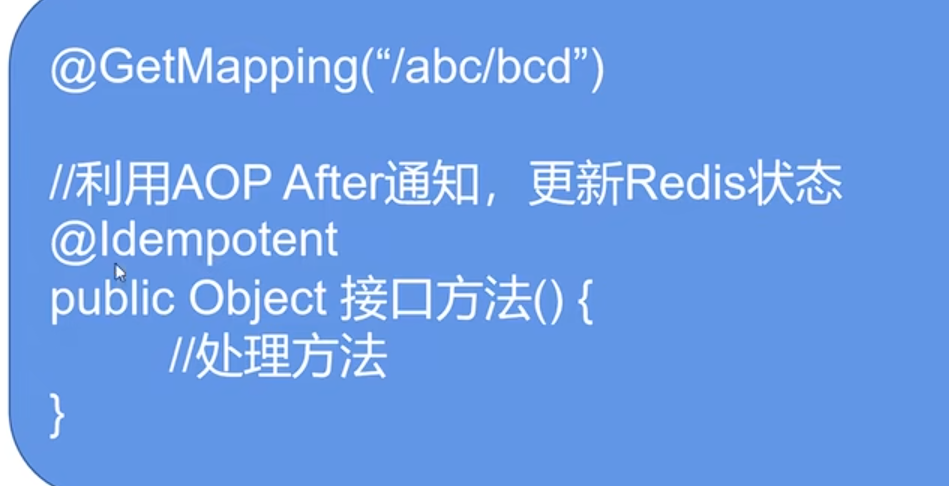 @GetMapping(“/abc/bcd”)
//利用AOP After通知，更新Redis状态
@Idempotent
public Object 接口方法() {
//处理方法
}